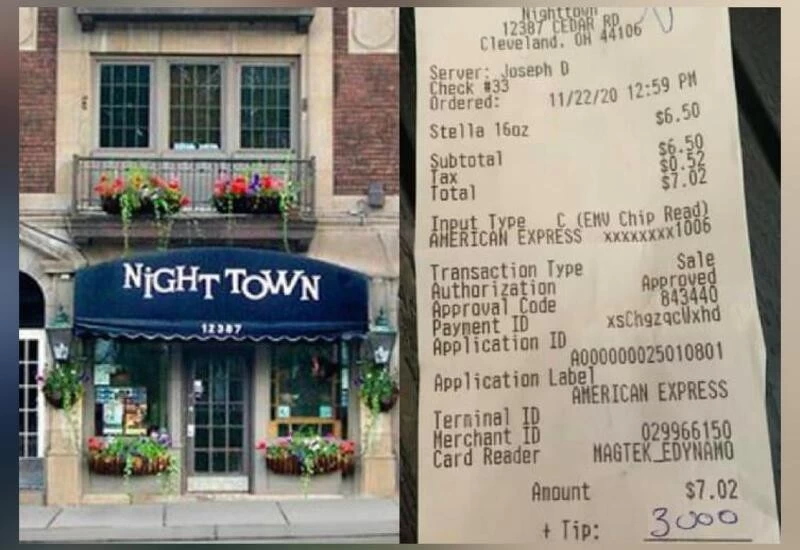 NiGHT TOWN
12387
Nighttown
12387 CEDAR RD
Cleveland, OH 44106
Server: Joseph D
Check #33
Ordered: 11/22/20 12:59 PM
Stella 16oz $6.50
Subtotal $6.50
Tax $0.52
Total $7.02
Input Type C (EMV Chip Read)
AMERICAN EXPRESS xxxxxxxx1006
Transaction Type Sale
Authorization Approved
Approval Code 843440
Payment ID xsChgzqcWxhd
Application ID
A000000025010801
Application Label
AMERICAN EXPRESS
Terminal ID
Merchant ID 029966150
Card Reader MAGTEK_EDYNAMO
Amount $7.02
+ Tip: 3000